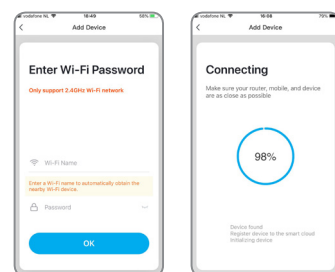 vodafone NL
16:49
58%
Add Device
Enter Wi-Fi Password
Only support 2.4GHz Wi-Fi network
Wi-Fi Name
Enter a Wi-Fi name to automatically obtain the
nearby Wi-Fi device.
Password
OK
vodafone NL
16:08
79%
Add Device
Connecting
Make sure your router, mobile, and device
are as close as possible
98%
Device found
Register device to the smart cloud
Initializing device